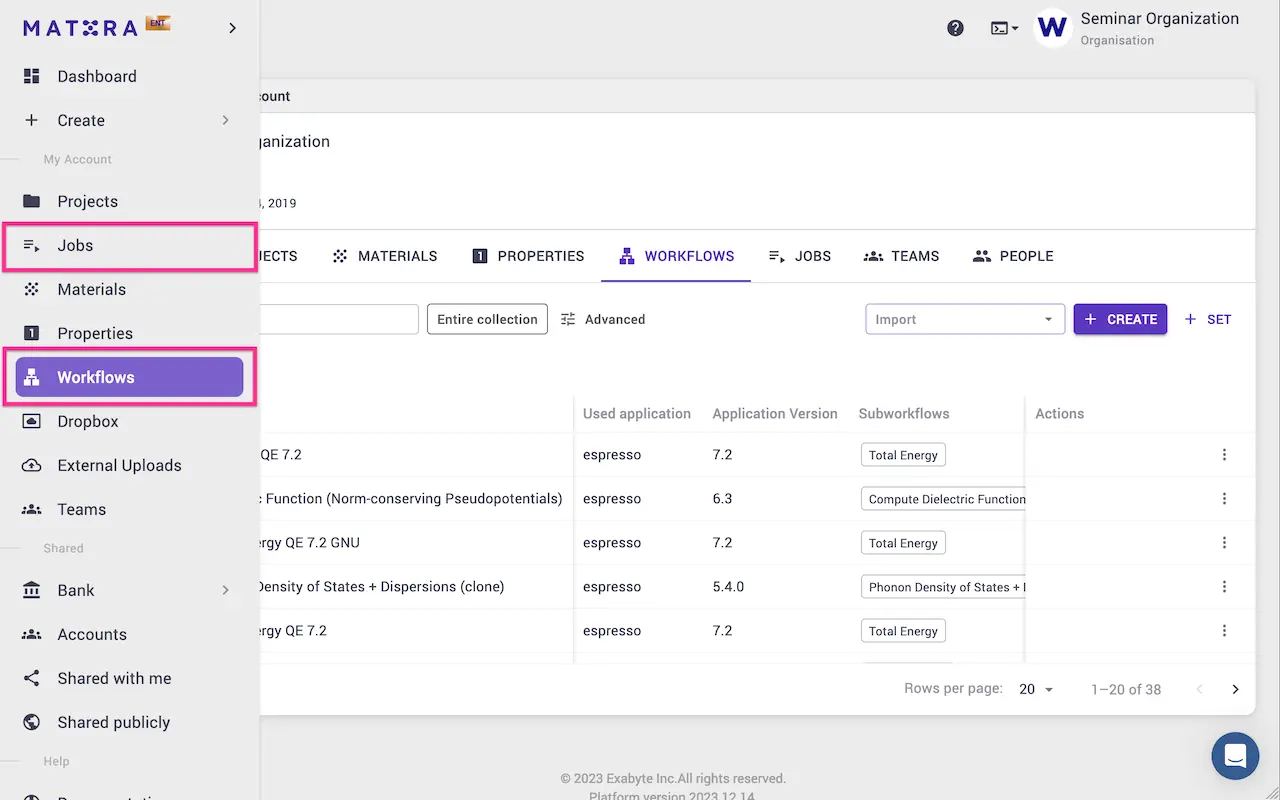 MATXRA ENT
Seminar Organization
Organisation
Dashboard
Create
My Account
Projects
Jobs
Materials
Properties
Workflows
Dropbox
External Uploads
Teams
Shared
Bank
Accounts
Shared with me
Shared publicly
Help
count
ganization
, 2019
JECTS
MATERIALS
PROPERTIES
WORKFLOWS
JOBS
TEAMS
PEOPLE
Entire collection
Advanced
Import
+ CREATE
+ SET
Used application Application Version Subworkflows Actions
QE 7.2 espresso 7.2 Total Energy
c Function (Norm-conserving Pseudopotentials) espresso 6.3 Compute Dielectric Function
ergy QE 7.2 GNU espresso 7.2 Total Energy
Density of States + Dispersions (clone) espresso 5.4.0 Phonon Density of States +
ergy QE 7.2 espresso 7.2 Total Energy
Rows per page: 20 1–20 of 38
© 2023 Exabyte Inc.All rights reserved.
Platform version 2023.12.14